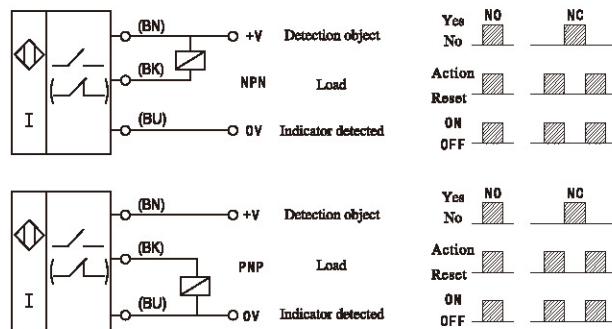 (BN) +V Detection object Yes No NO NC
(BK) NPN Load Action Reset
I (BU) 0V Indicator detected ON OFF
(BN) +V Detection object Yes No NO NC
(BK) PNP Load Action Reset
I (BU) 0V Indicator detected ON OFF